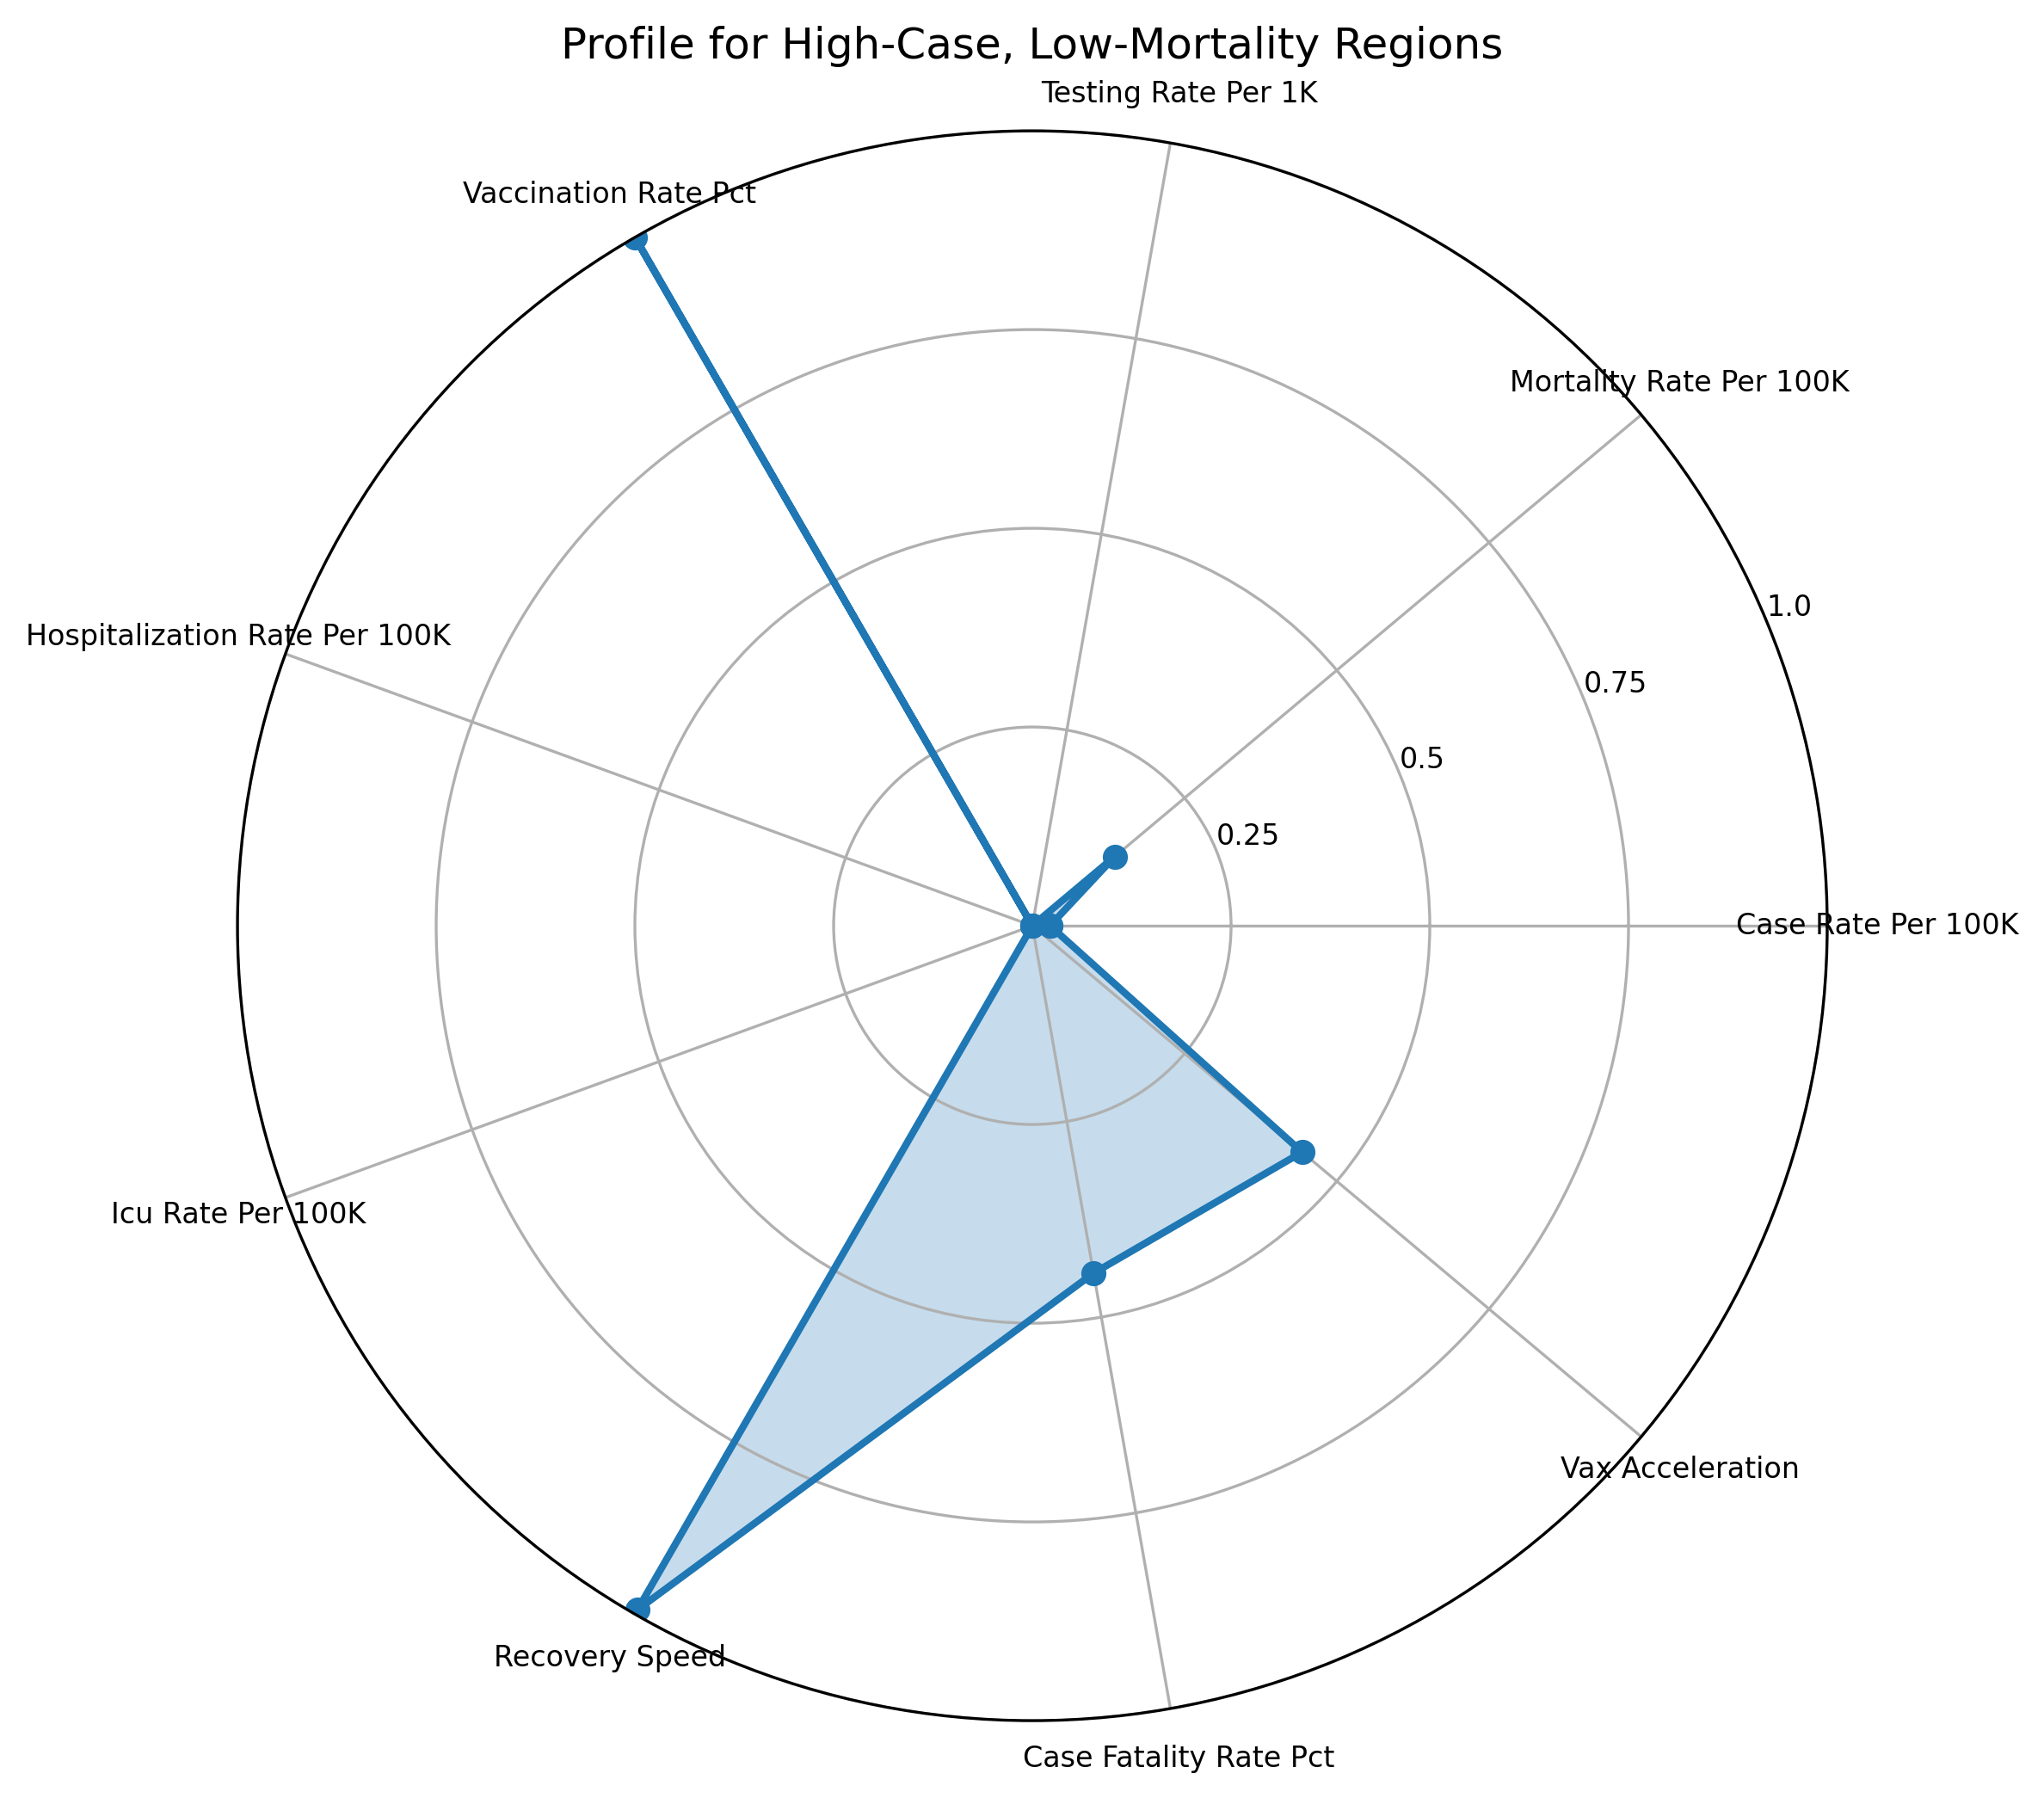 Profile for High-Case, Low-Mortality Regions
Testing Rate Per 1K
Vaccination Rate Pct
Mortality Rate Per 100K
1.0
Hospitalization Rate Per 100K
0.75
0.5
0.25
Case Rate Per 100K
Icu Rate Per 100K
Vax Acceleration
Recovery Speed
Case Fatality Rate Pct